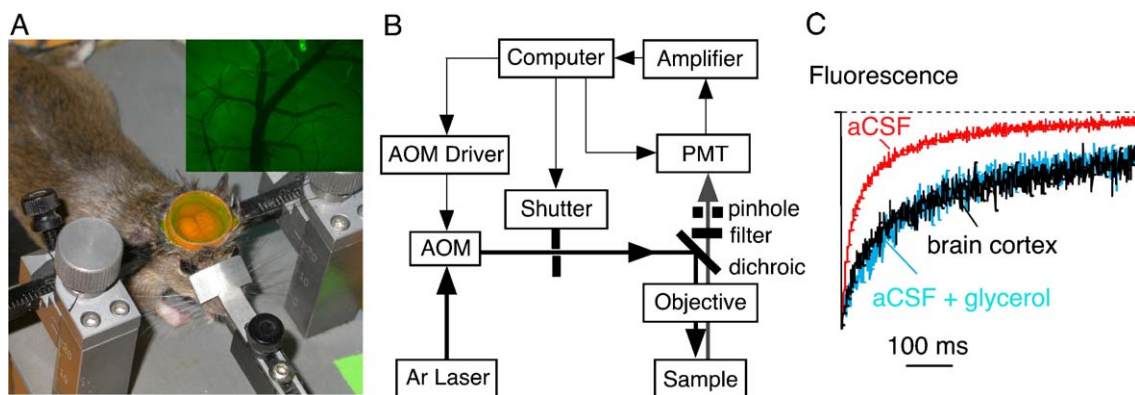 A
B
Computer
Amplifier
AOM Driver
PMT
Shutter
pinhole
filter
AOM
dichroic
Objective
Ar Laser
Sample
C
Fluorescence
aCSF
brain cortex
aCSF + glycerol
100 ms